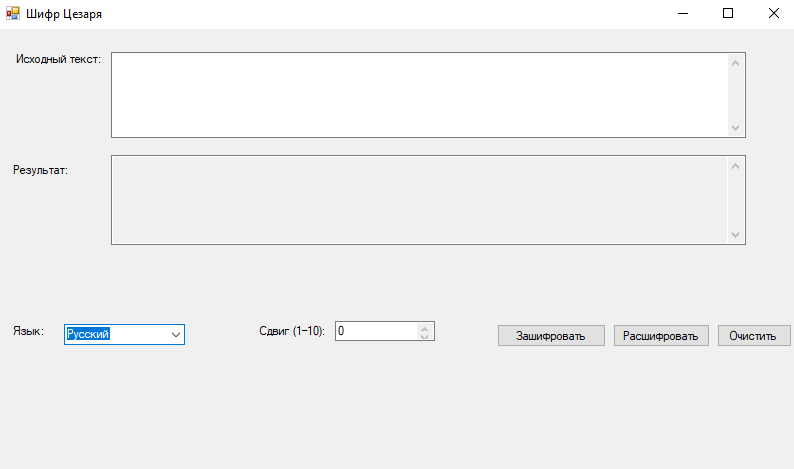 Шифр Цезаря
Исходный текст:
Результат:
Язык: Русский Сдвиг (1-10): 0 Зашифровать Расшифровать Очистить